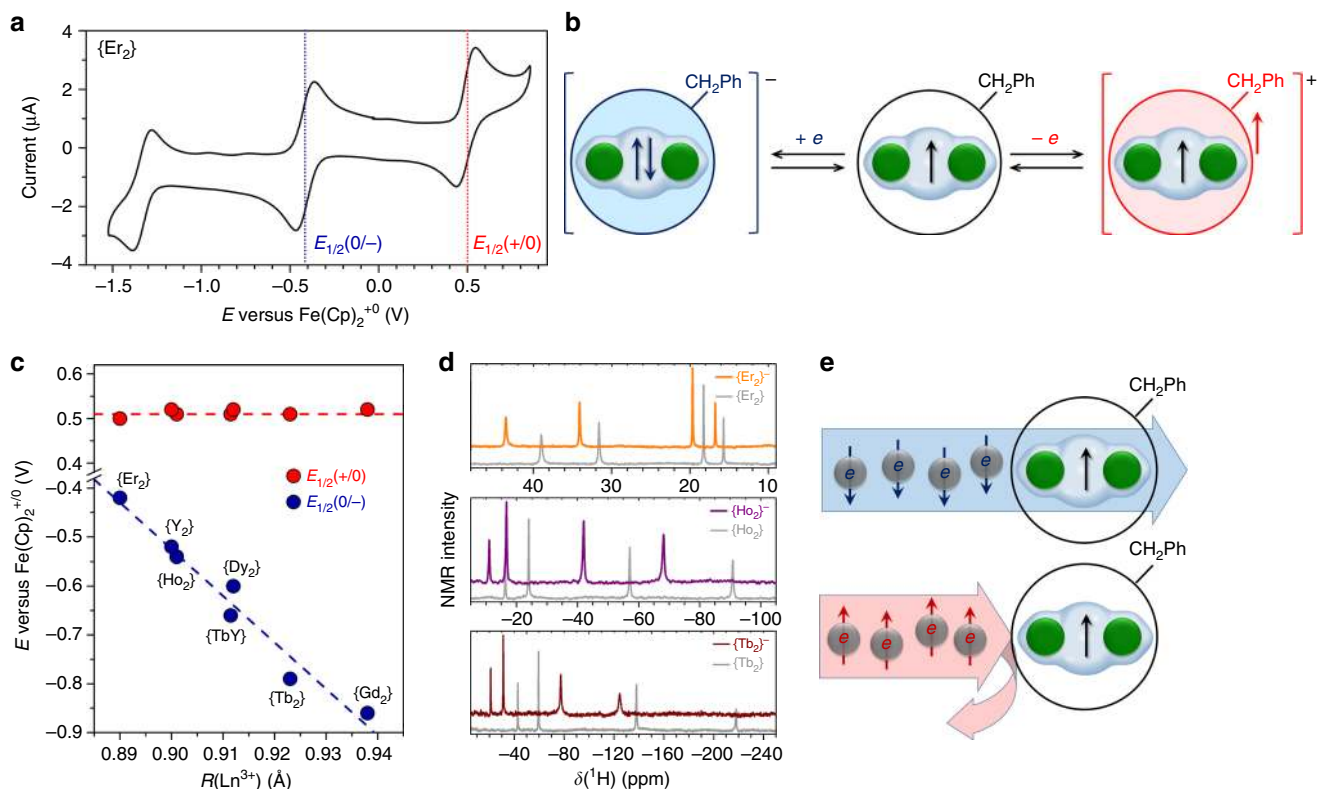 a
{Er₂}
4
2
0
−2
−4
Current (µA)
E₁/₂(0/−)
E₁/₂(+/0)
−1.5 −1.0 −0.5 0.0 0.5
E versus Fe(Cp)₂⁺⁰ (V)
b
CH₂Ph
−
+ e
CH₂Ph
− e
CH₂Ph
+
c
0.6
0.5
0.4
−0.4
−0.5
−0.6
−0.7
−0.8
−0.9
E versus Fe(Cp)₂⁺/⁰ (V)
E₁/₂(+/0)
E₁/₂(0/−)
{Er₂}
{Y₂}
{Ho₂}
{Dy₂}
{TbY}
{Tb₂}
{Gd₂}
0.89 0.90 0.91 0.92 0.93 0.94
R(Ln³⁺) (Å)
d
NMR intensity
{Er₂}⁻
{Er₂}
40 30 20 10
{Ho₂}⁻
{Ho₂}
−20 −40 −60 −80 −100
{Tb₂}⁻
{Tb₂}
−40 −80 −120 −160 −200 −240
δ(¹H) (ppm)
e
CH₂Ph
e e e e
CH₂Ph
e e e e